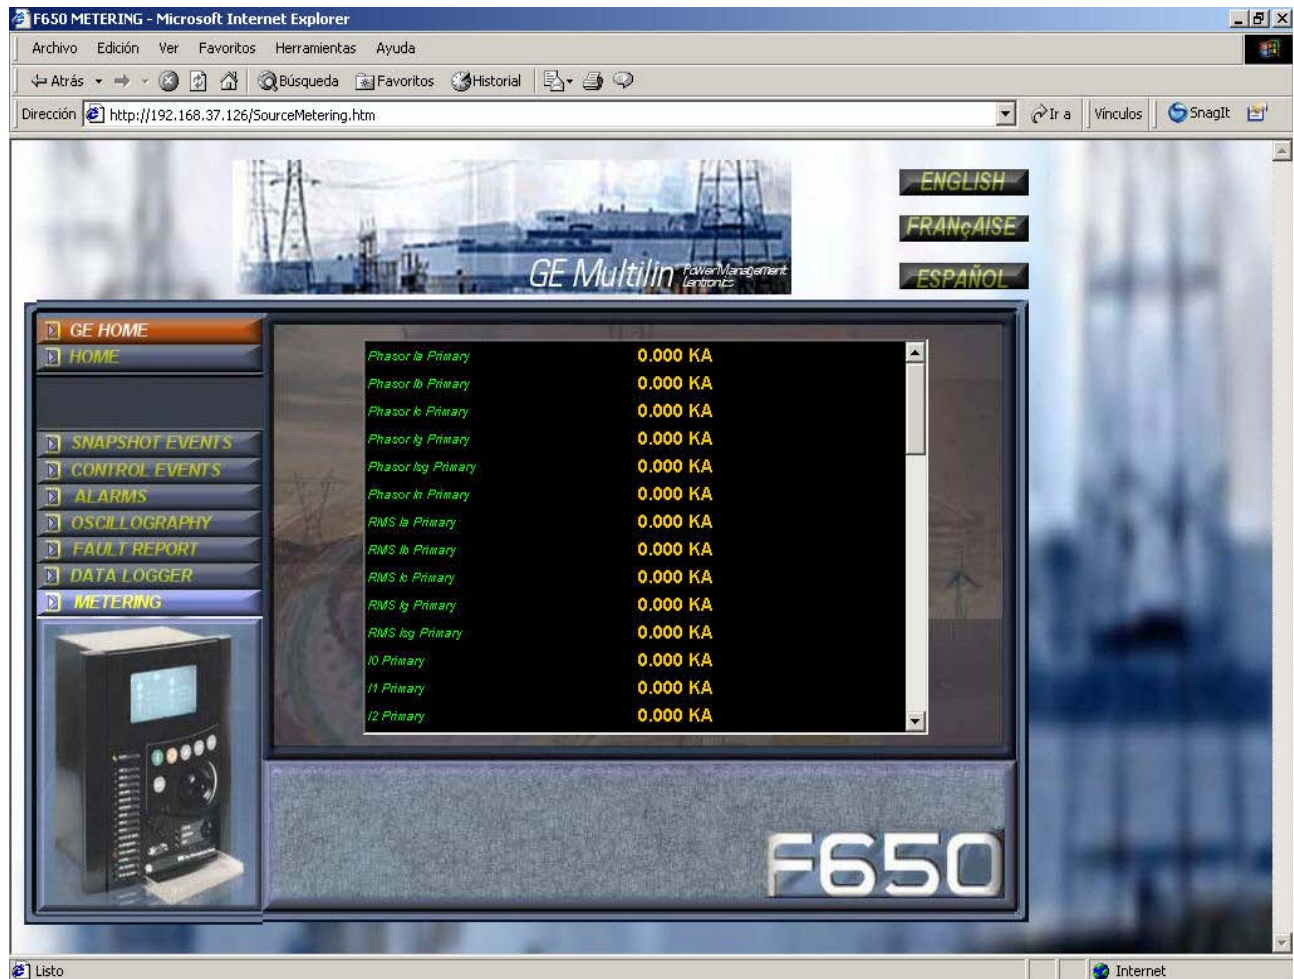 F650 METERING - Microsoft Internet Explorer
Archivo Edición Ver Favoritos Herramientas Ayuda
Atrás Búsqueda Favoritos Historial
Dirección http://192.168.37.126/SourceMetering.htm Ir a Vínculos SnagIt
ENGLISH
FRANçAISE
GE Multilin PowerManagement
Lentronics
ESPAÑOL
GE HOME
HOME
SNAPSHOT EVENTS
CONTROL EVENTS
ALARMS
OSCILLOGRAPHY
FAULT REPORT
DATA LOGGER
METERING
Phasor Ia Primary 0.000 KA
Phasor Ib Primary 0.000 KA
Phasor Ic Primary 0.000 KA
Phasor Ig Primary 0.000 KA
Phasor Isg Primary 0.000 KA
Phasor In Primary 0.000 KA
RMS Ia Primary 0.000 KA
RMS Ib Primary 0.000 KA
RMS Ic Primary 0.000 KA
RMS Ig Primary 0.000 KA
RMS Isg Primary 0.000 KA
I0 Primary 0.000 KA
I1 Primary 0.000 KA
I2 Primary 0.000 KA
F650
Listo Internet